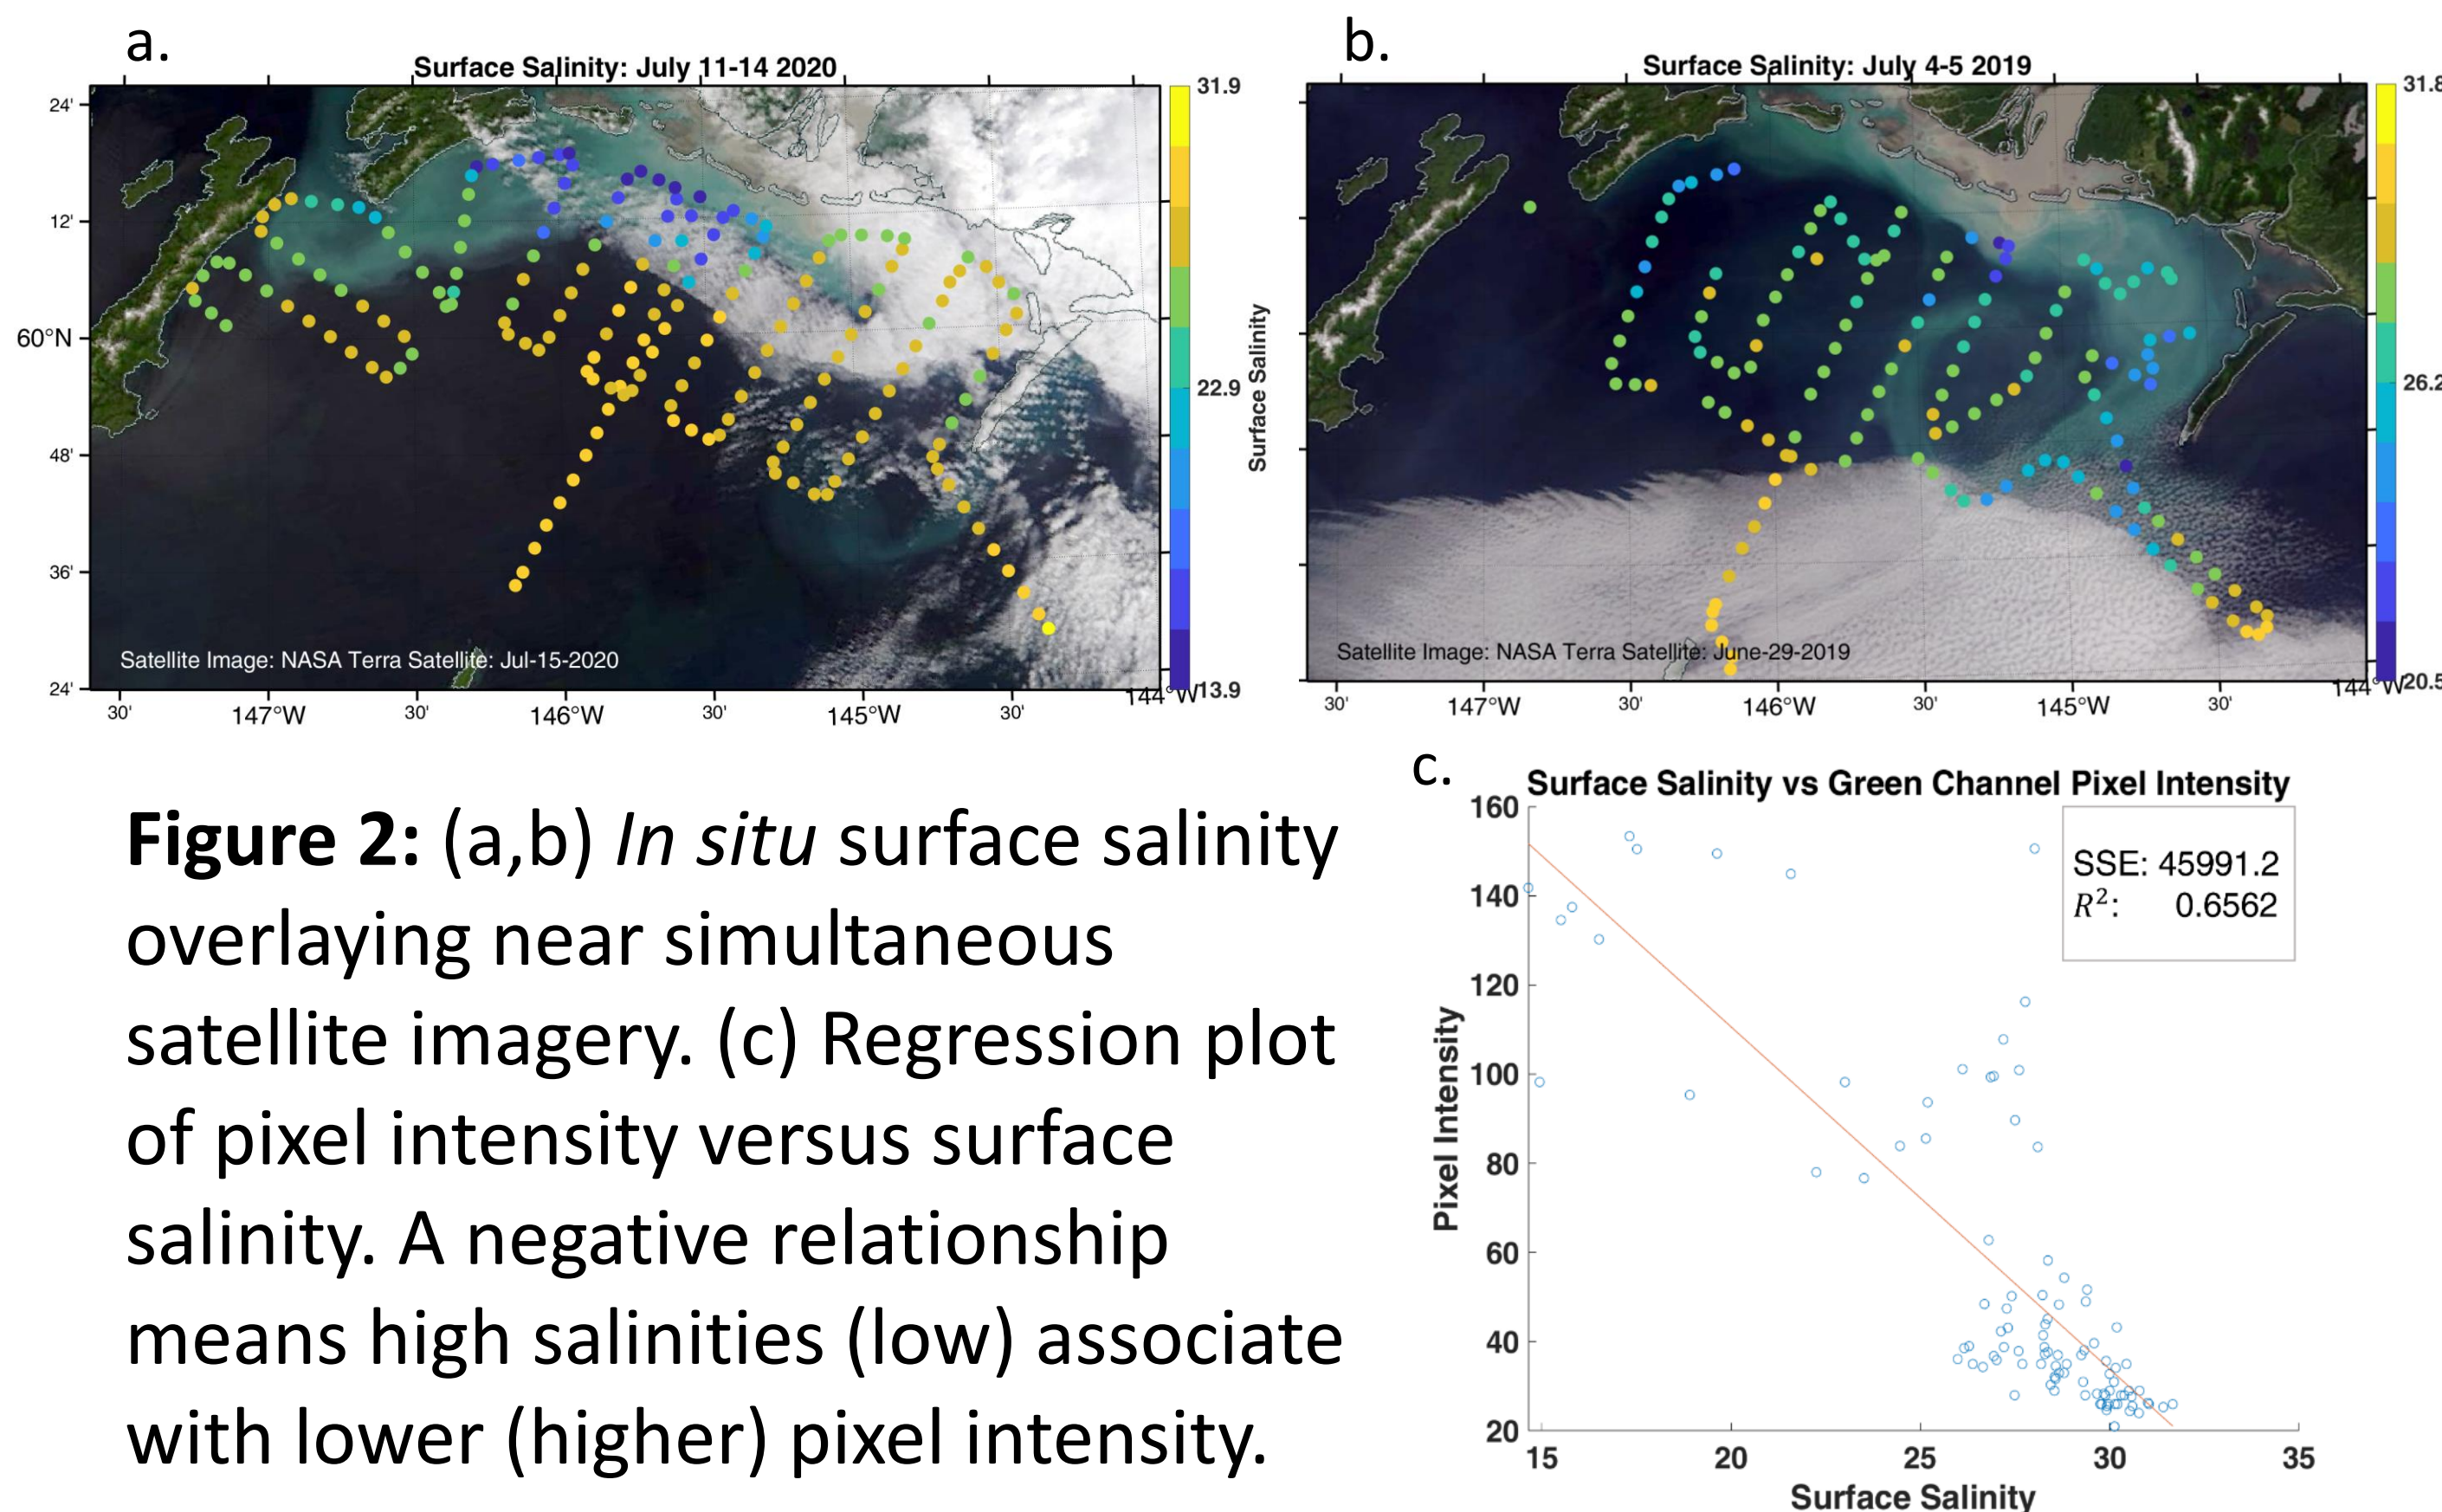 a.
Surface Salinity: July 11-14 2020
24'
12'
60°N
48'
36'
24'
Satellite Image: NASA Terra Satellite: Jul-15-2020
30'
147°W
30'
146°W
30'
145°W
30'
144°W
31.9
22.9
13.9
Surface Salinity
b.
Surface Salinity: July 4-5 2019
Satellite Image: NASA Terra Satellite: June-29-2019
30'
147°W
30'
146°W
30'
145°W
30'
144°W
31.8
26.2
20.5
Figure 2: (a,b) In situ surface salinity
overlaying near simultaneous
satellite imagery. (c) Regression plot
of pixel intensity versus surface
salinity. A negative relationship
means high salinities (low) associate
with lower (higher) pixel intensity.
c.
Surface Salinity vs Green Channel Pixel Intensity
SSE: 45991.2
R²: 0.6562
Pixel Intensity
160
140
120
100
80
60
40
20
15
20
25
30
35
Surface Salinity